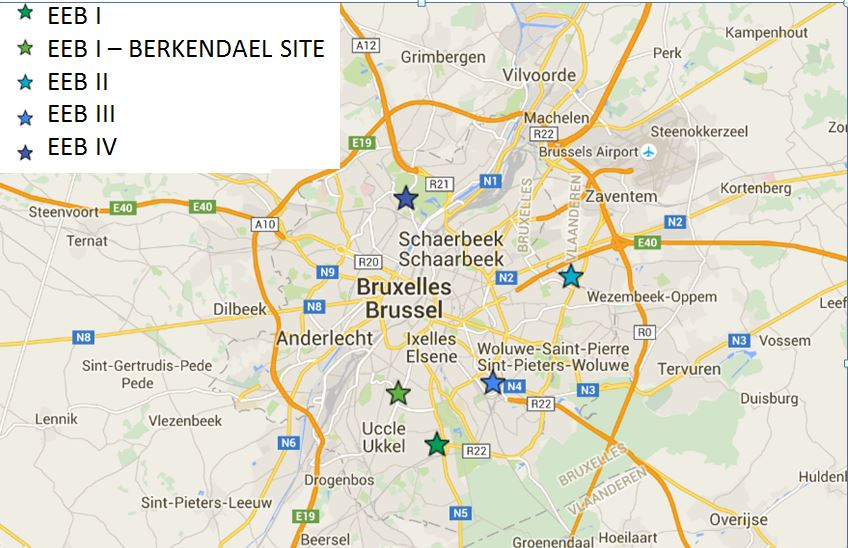 EEB I
EEB I – BERKENDAEL SITE
EEB II
EEB III
EEB IV
A12
Grimbergen
Kampenhout
Perk
Vilvoorde
Machelen
R22
Steenokkerzeel
Brussels Airport
E19
R21
N1
Zaventem
Kortenberg
Steenvoort
E40
E40
Ternat
A10
BRUXELLES
VLAANDEREN
N2
E40
Schaerbeek
Schaarbeek
R20
N9
N2
Bruxelles
Brussel
Wezembeek-Oppem
Leef
Dilbeek
N8
N8
Anderlecht
Ixelles
Elsene
R0
N3
Vossem
Woluwe-Saint-Pierre
Sint-Pieters-Woluwe
Sint-Gertrudis-Pede
Pede
Tervuren
N4
N3
R22
Duisburg
Lennik
Vlezenbeek
Uccle
Ukkel
N6
R22
BRUXELLES
VLAANDEREN
Drogenbos
Huldenb
Sint-Pieters-Leeuw
E19
N5
Overijse
Beersel
Groenendaal
Hoeilaart